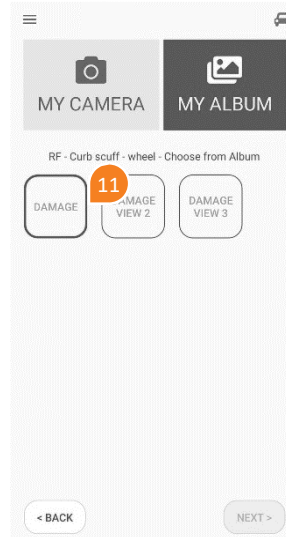 MY CAMERA
MY ALBUM
RF - Curb scuff - wheel - Choose from Album
11
DAMAGE
DAMAGE
VIEW 2
DAMAGE
VIEW 3
< BACK
NEXT >